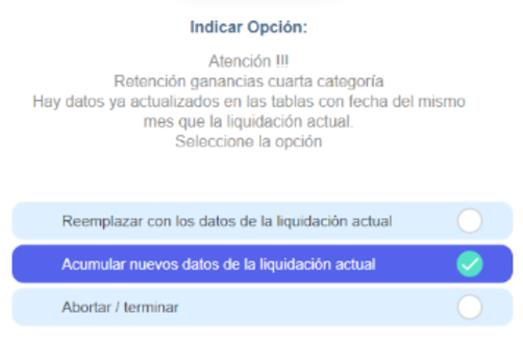 Indicar Opción:
Atención !!!
Retención ganancias cuarta categoría
Hay datos ya actualizados en las tablas con fecha del mismo
mes que la liquidación actual.
Seleccione la opción
Reemplazar con los datos de la liquidación actual
Acumular nuevos datos de la liquidación actual
Abortar / terminar